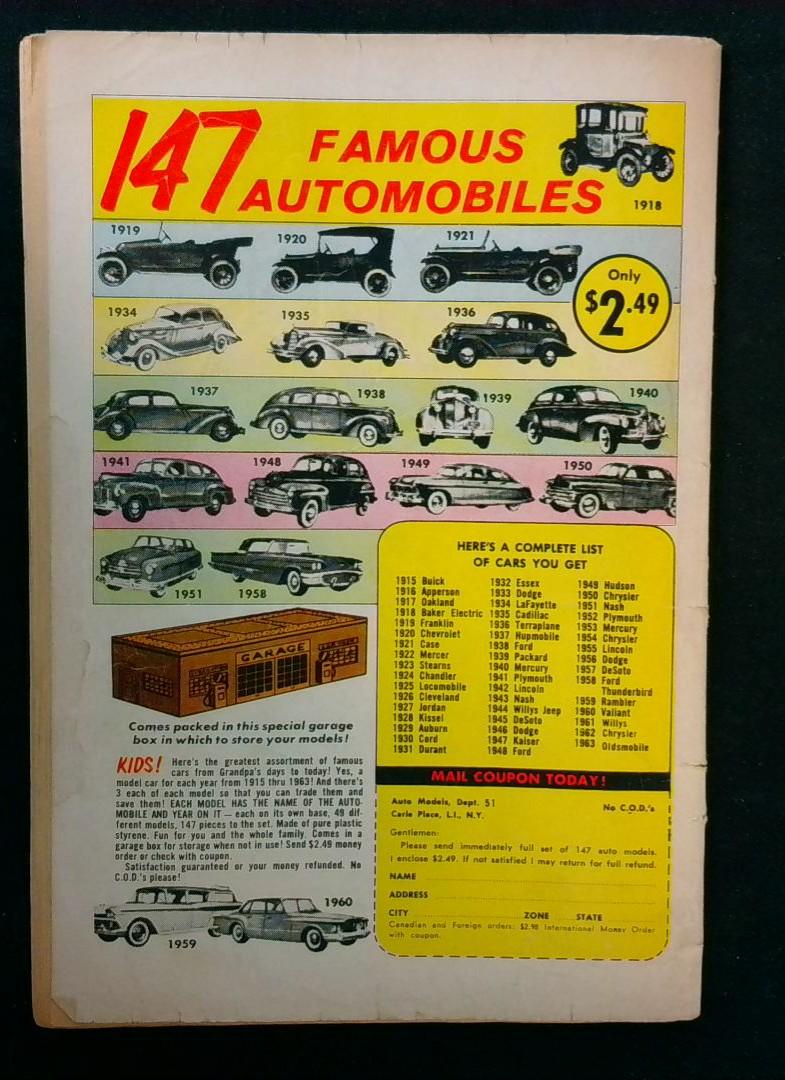 147 FAMOUS
AUTOMOBILES
1918
1919
1920
1921
Only
$2.49
1934
1935
1936
1937
1938
1939
1940
1941
1948
1949
1950
1951
1958
GARAGE
Comes packed in this special garage
box in which to store your models!
KIDS! Here's the greatest assortment of famous
cars from Grandpa's days to today! Yes, a
model car for each year from 1915 thru 1963! And there's
3 each of each model so that you can trade them and
save them! EACH MODEL HAS THE NAME OF THE AUTO-
MOBILE AND YEAR ON IT — each on its own base, 49 dif-
ferent models, 147 pieces to the set. Made of pure plastic
styrene. Fun for you and the whole family. Comes in a
garage box for storage when not in use! Send $2.49 money
order or check with coupon.
Satisfaction guaranteed or your money refunded. No
C.O.D.'s please!
1959
1960
HERE'S A COMPLETE LIST
OF CARS YOU GET
1915 Buick
1916 Apperson
1917 Oakland
1918 Baker Electric
1919 Franklin
1920 Chevrolet
1921 Case
1922 Mercer
1923 Stearns
1924 Chandler
1925 Locomobile
1926 Cleveland
1927 Jordan
1928 Kissel
1929 Auburn
1930 Cord
1931 Durant
1932 Essex
1933 Dodge
1934 LaFayette
1935 Cadillac
1936 Terraplane
1937 Hupmobile
1938 Ford
1939 Packard
1940 Mercury
1941 Plymouth
1942 Lincoln
1943 Nash
1944 Willys Jeep
1945 DeSoto
1946 Dodge
1947 Kaiser
1948 Ford
1949 Hudson
1950 Chrysler
1951 Nash
1952 Plymouth
1953 Mercury
1954 Chrysler
1955 Lincoln
1956 Dodge
1957 DeSoto
1958 Ford
Thunderbird
1959 Rambler
1960 Valiant
1961 Willys
1962 Chrysler
1963 Oldsmobile
MAIL COUPON TODAY!
Auto Models, Dept. 51 No C.O.D.'s
Carle Place, L.I., N.Y.
Gentlemen:
Please send immediately full set of 147 auto models.
I enclose $2.49. If not satisfied I may return for full refund.
NAME
ADDRESS
CITY ZONE STATE
Canadian and Foreign orders: $2.98 International Money Order
with coupon.